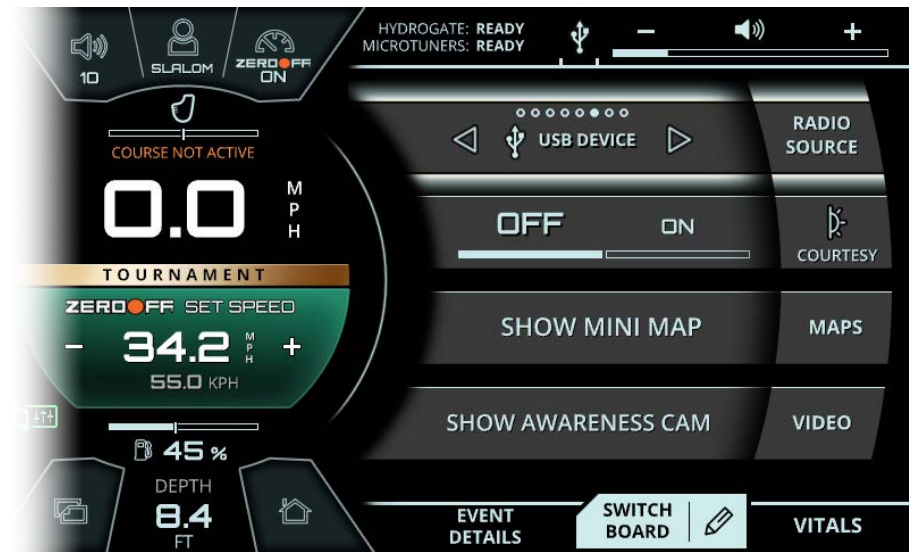 HYDROGATE: READY
MICROTUNERS: READY
− +
10
SLALOM
ZEROOFF
ON
COURSE NOT ACTIVE
0.0 MPH
TOURNAMENT
ZEROOFF SET SPEED
− 34.2 MPH +
55.0 KPH
45 %
DEPTH
8.4
FT
USB DEVICE
RADIO
SOURCE
OFF ON
COURTESY
SHOW MINI MAP
MAPS
SHOW AWARENESS CAM
VIDEO
EVENT
DETAILS
SWITCH
BOARD
VITALS